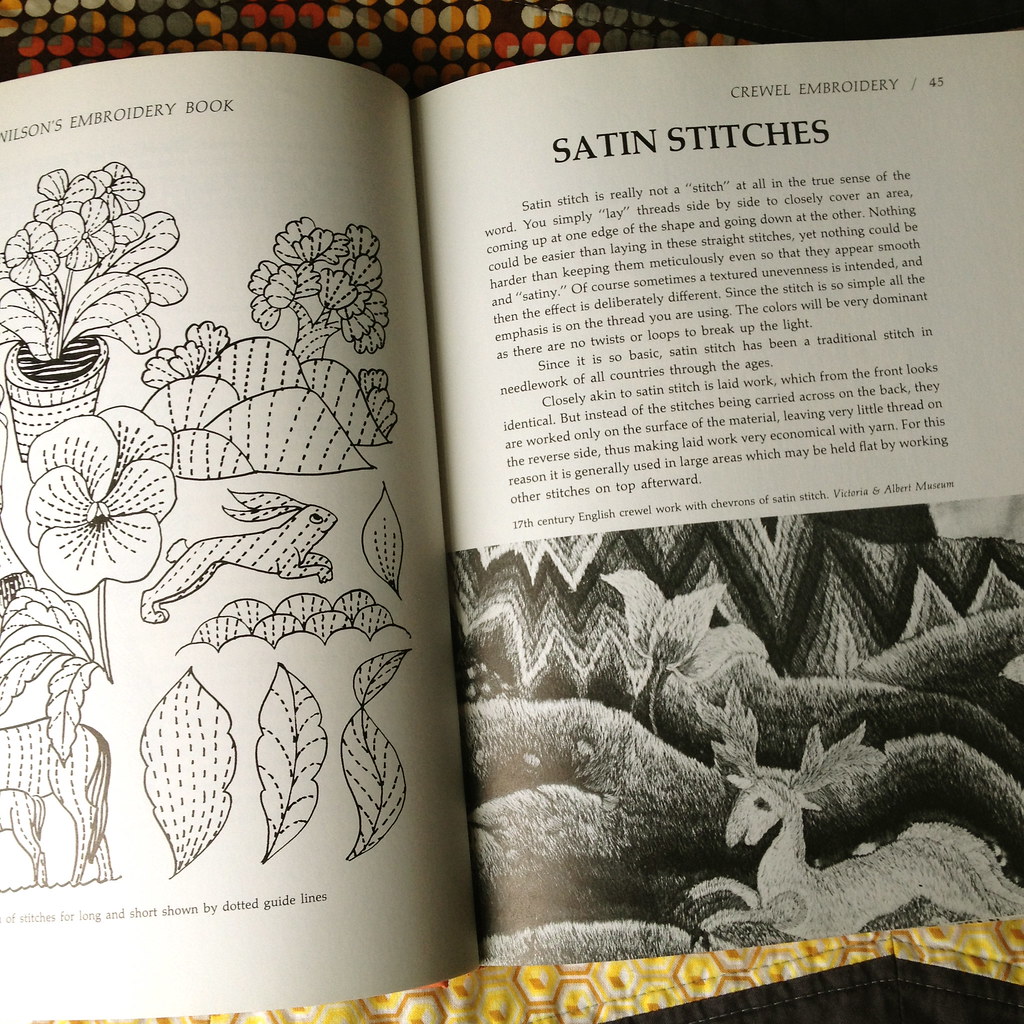 WILSON'S EMBROIDERY BOOK
of stitches for long and short shown by dotted guide lines
CREWEL EMBROIDERY / 45
SATIN STITCHES
Satin stitch is really not a "stitch" at all in the true sense of the
word. You simply "lay" threads side by side to closely cover an area,
coming up at one edge of the shape and going down at the other. Nothing
could be easier than laying in these straight stitches, yet nothing could be
harder than keeping them meticulously even so that they appear smooth
and "satiny." Of course sometimes a textured unevenness is intended, and
then the effect is deliberately different. Since the stitch is so simple all the
emphasis is on the thread you are using. The colors will be very dominant
as there are no twists or loops to break up the light.
Since it is so basic, satin stitch has been a traditional stitch in
needlework of all countries through the ages.
Closely akin to satin stitch is laid work, which from the front looks
identical. But instead of the stitches being carried across on the back, they
are worked only on the surface of the material, leaving very little thread on
the reverse side, thus making laid work very economical with yarn. For this
reason it is generally used in large areas which may be held flat by working
other stitches on top afterward.
17th century English crewel work with chevrons of satin stitch. Victoria & Albert Museum